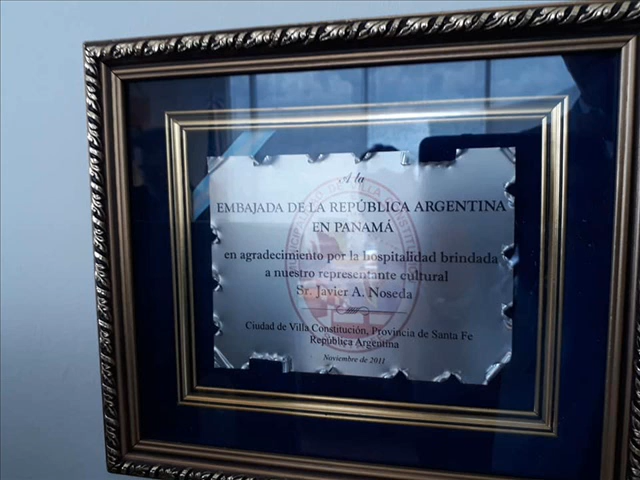 A la
EMBAJADA DE LA REPÚBLICA ARGENTINA
EN PANAMÁ
en agradecimiento por la hospitalidad brindada
a nuestro representante cultural
Sr. Javier A. Noseda
Ciudad de Villa Constitución, Provincia de Santa Fe
República Argentina
Noviembre de 2011